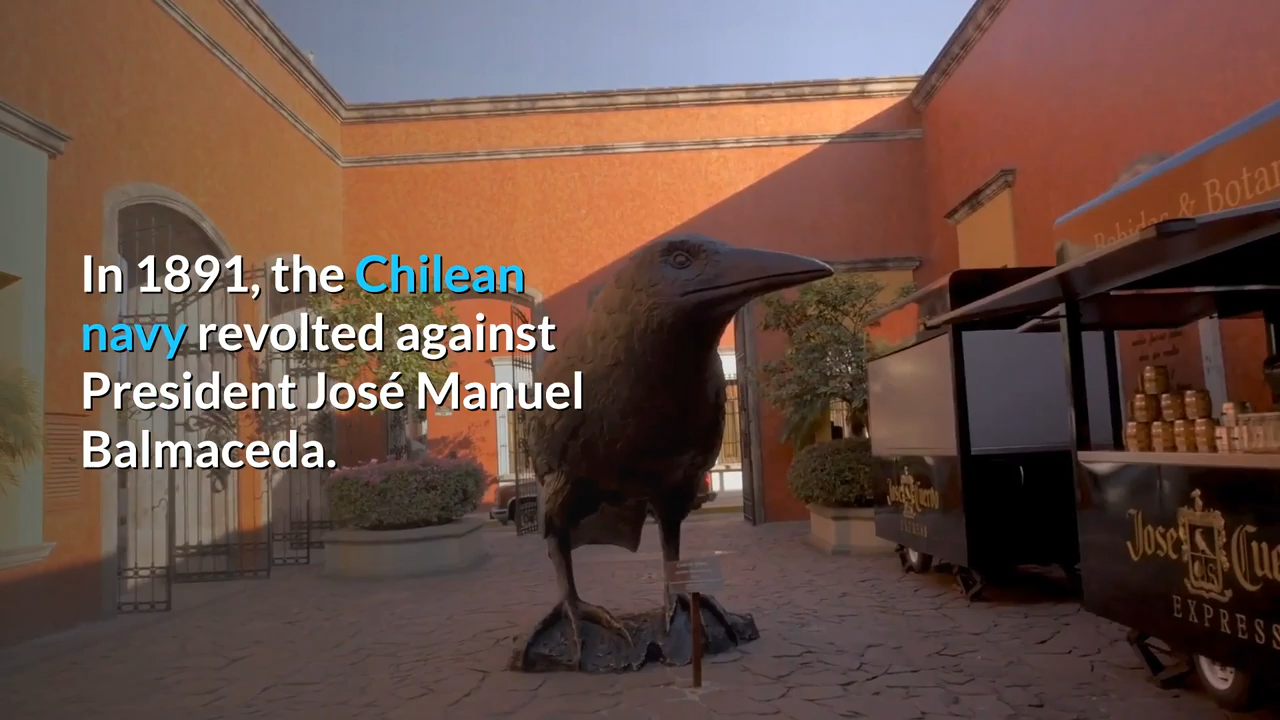 In 1891, the Chilean
navy revolted against
President José Manuel
Balmaceda.
Bebidas & Botan
Jose Cuervo
EXPRESS
Jose Cue
EXPRESS